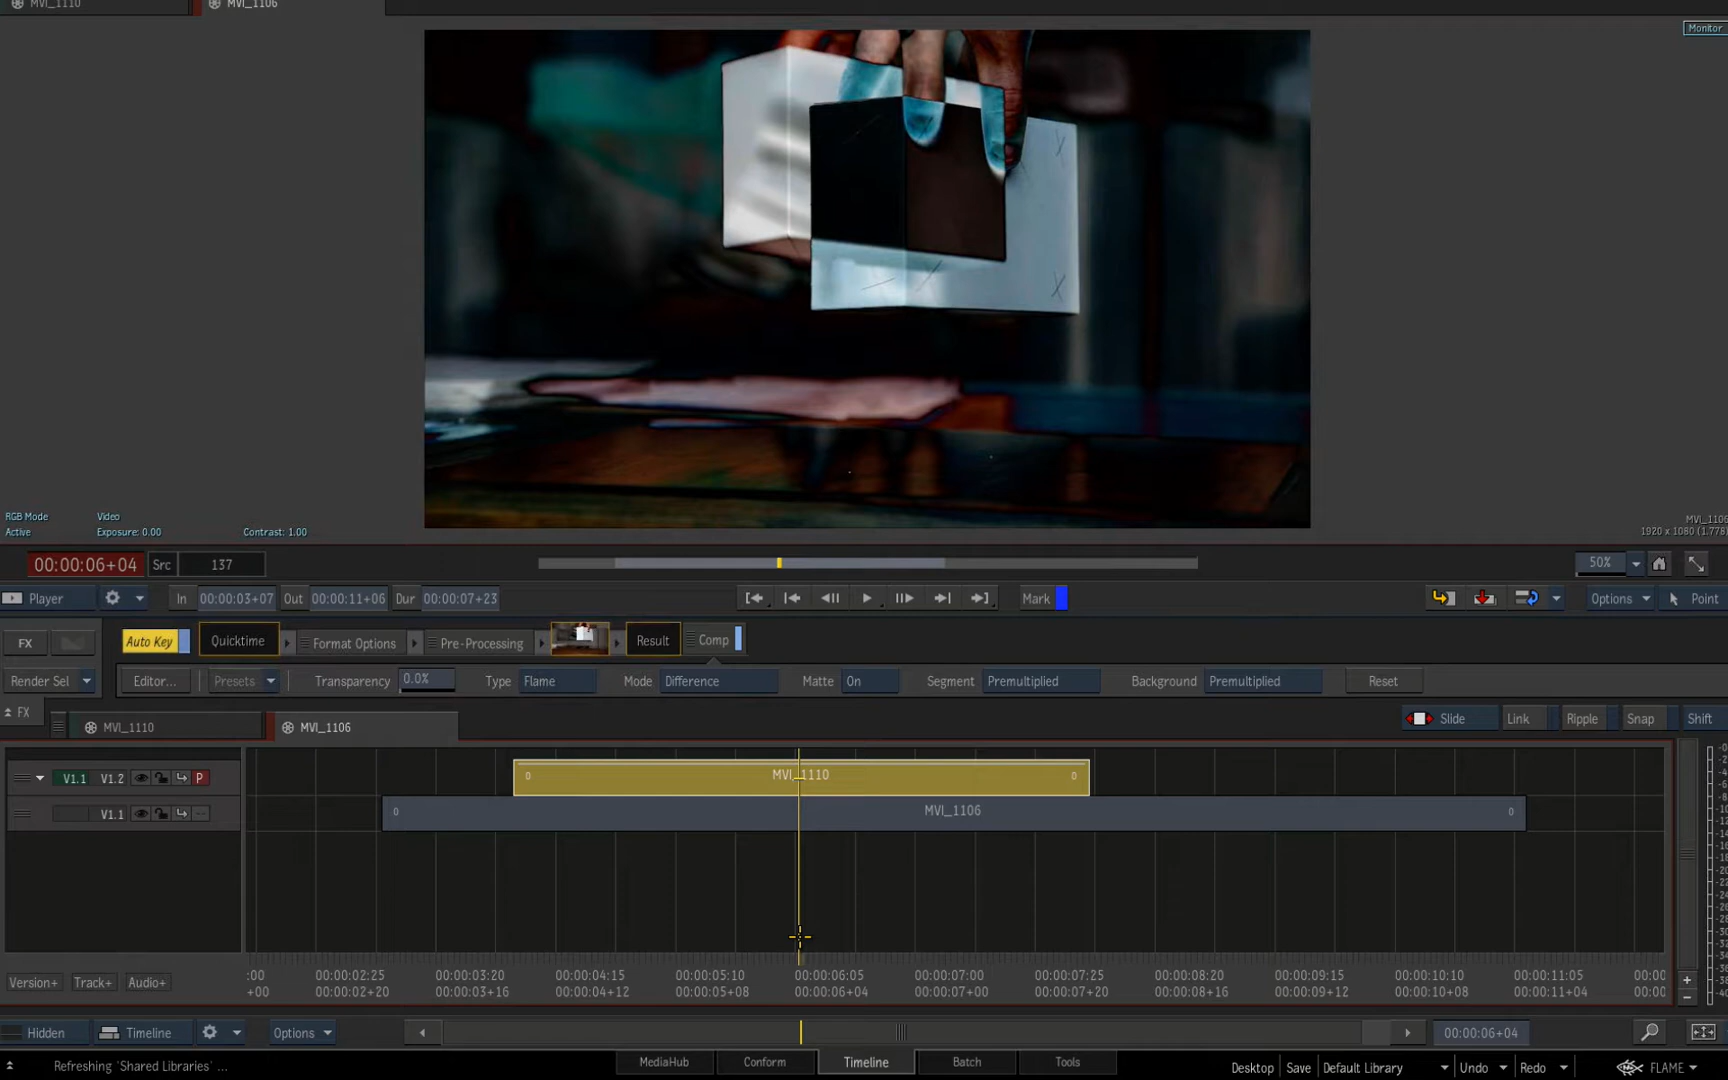 MVI_1110 MVI_1106
Monitor
RGB Mode Video
Active Exposure: 0.00 Contrast: 1.00
MVI_1106
1920 x 1080 (1.778)
00:00:06+04 Src 137 50%
Player In 00:00:03+07 Out 00:00:11+06 Dur 00:00:07+23 Mark Options Point
FX Auto Key Quicktime Format Options Pre-Processing Result Comp
Render Sel Editor... Presets Transparency 0.0% Type Flame Mode Difference Matte On Segment Premultiplied Background Premultiplied Reset
FX MVI_1110 MVI_1106 Slide Link Ripple Snap Shift
V1.1 V1.2 P 0 MVI_1110 0
V1.1 0 MVI_1106 0
Version+ Track+ Audio+
:00 00:00:02:25 00:00:03:20 00:00:04:15 00:00:05:10 00:00:06:05 00:00:07:00 00:00:07:25 00:00:08:20 00:00:09:15 00:00:10:10 00:00:11:05 00:00
+00 00:00:02+20 00:00:03+16 00:00:04+12 00:00:05+08 00:00:06+04 00:00:07+00 00:00:07+20 00:00:08+16 00:00:09+12 00:00:10+08 00:00:11+04
Hidden Timeline Options 00:00:06+04
Refreshing 'Shared Libraries' ... MediaHub Conform Timeline Batch Tools Desktop Save Default Library Undo Redo FLAME